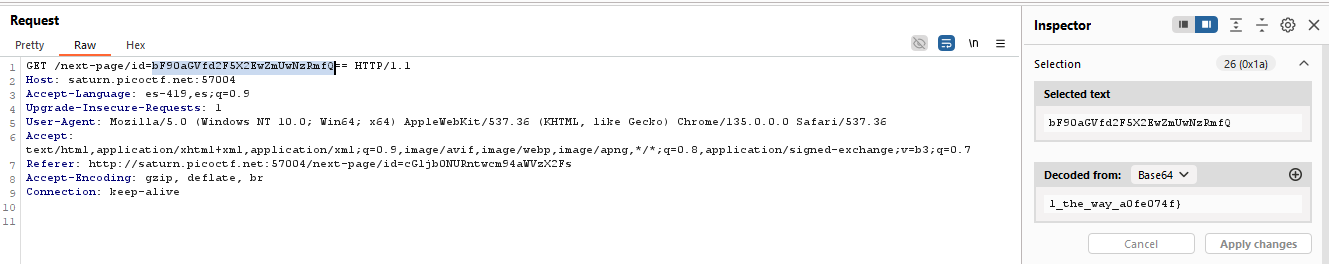 Request
Pretty Raw Hex
\n
1 GET /next-page/id=bF90aGVfd2F5X2EwZmUwNzRmfQ== HTTP/1.1
2 Host: saturn.picoctf.net:57004
3 Accept-Language: es-419,es;q=0.9
4 Upgrade-Insecure-Requests: 1
5 User-Agent: Mozilla/5.0 (Windows NT 10.0; Win64; x64) AppleWebKit/537.36 (KHTML, like Gecko) Chrome/135.0.0.0 Safari/537.36
6 Accept:
text/html,application/xhtml+xml,application/xml;q=0.9,image/avif,image/webp,image/apng,*/*;q=0.8,application/signed-exchange;v=b3;q=0.7
7 Referer: http://saturn.picoctf.net:57004/next-page/id=cGljb0NURntwcm94aWVzX2Fs
8 Accept-Encoding: gzip, deflate, br
9 Connection: keep-alive
10
11
Inspector
Selection 26 (0x1a)
Selected text
bF90aGVfd2F5X2EwZmUwNzRmfQ
Decoded from: Base64
l_the_way_a0fe074f}
Cancel Apply changes